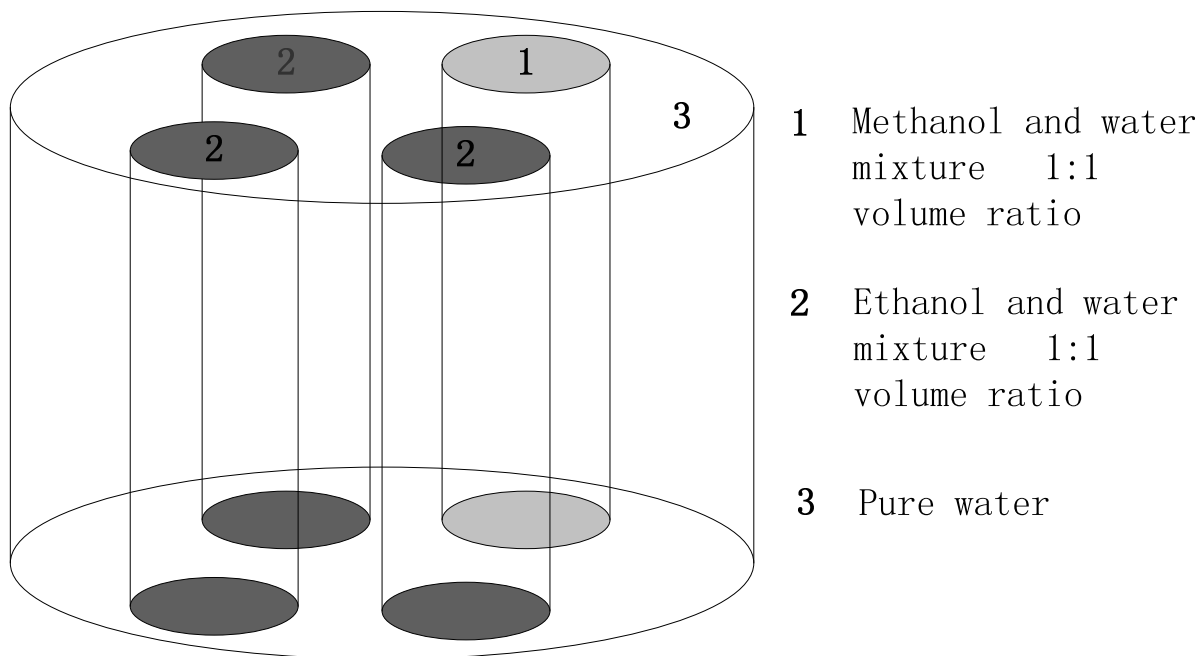 2
1
3
2
2
1 Methanol and water
mixture 1:1
volume ratio
2 Ethanol and water
mixture 1:1
volume ratio
3 Pure water